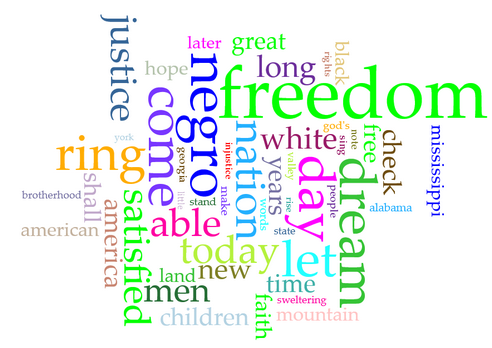 justice
later
great
hope
negro
long
rights
black
freedom
come
nation
white
god's
sing
note
free
check
mississippi
york
ring
georgia
injustice
valley
years
day
people
dream
shall
brotherhood
satisfied
little
stand
make
words
rise
alabama
america
american
able
state
today
let
land
new
time
men
faith
sweltering
children
mountain